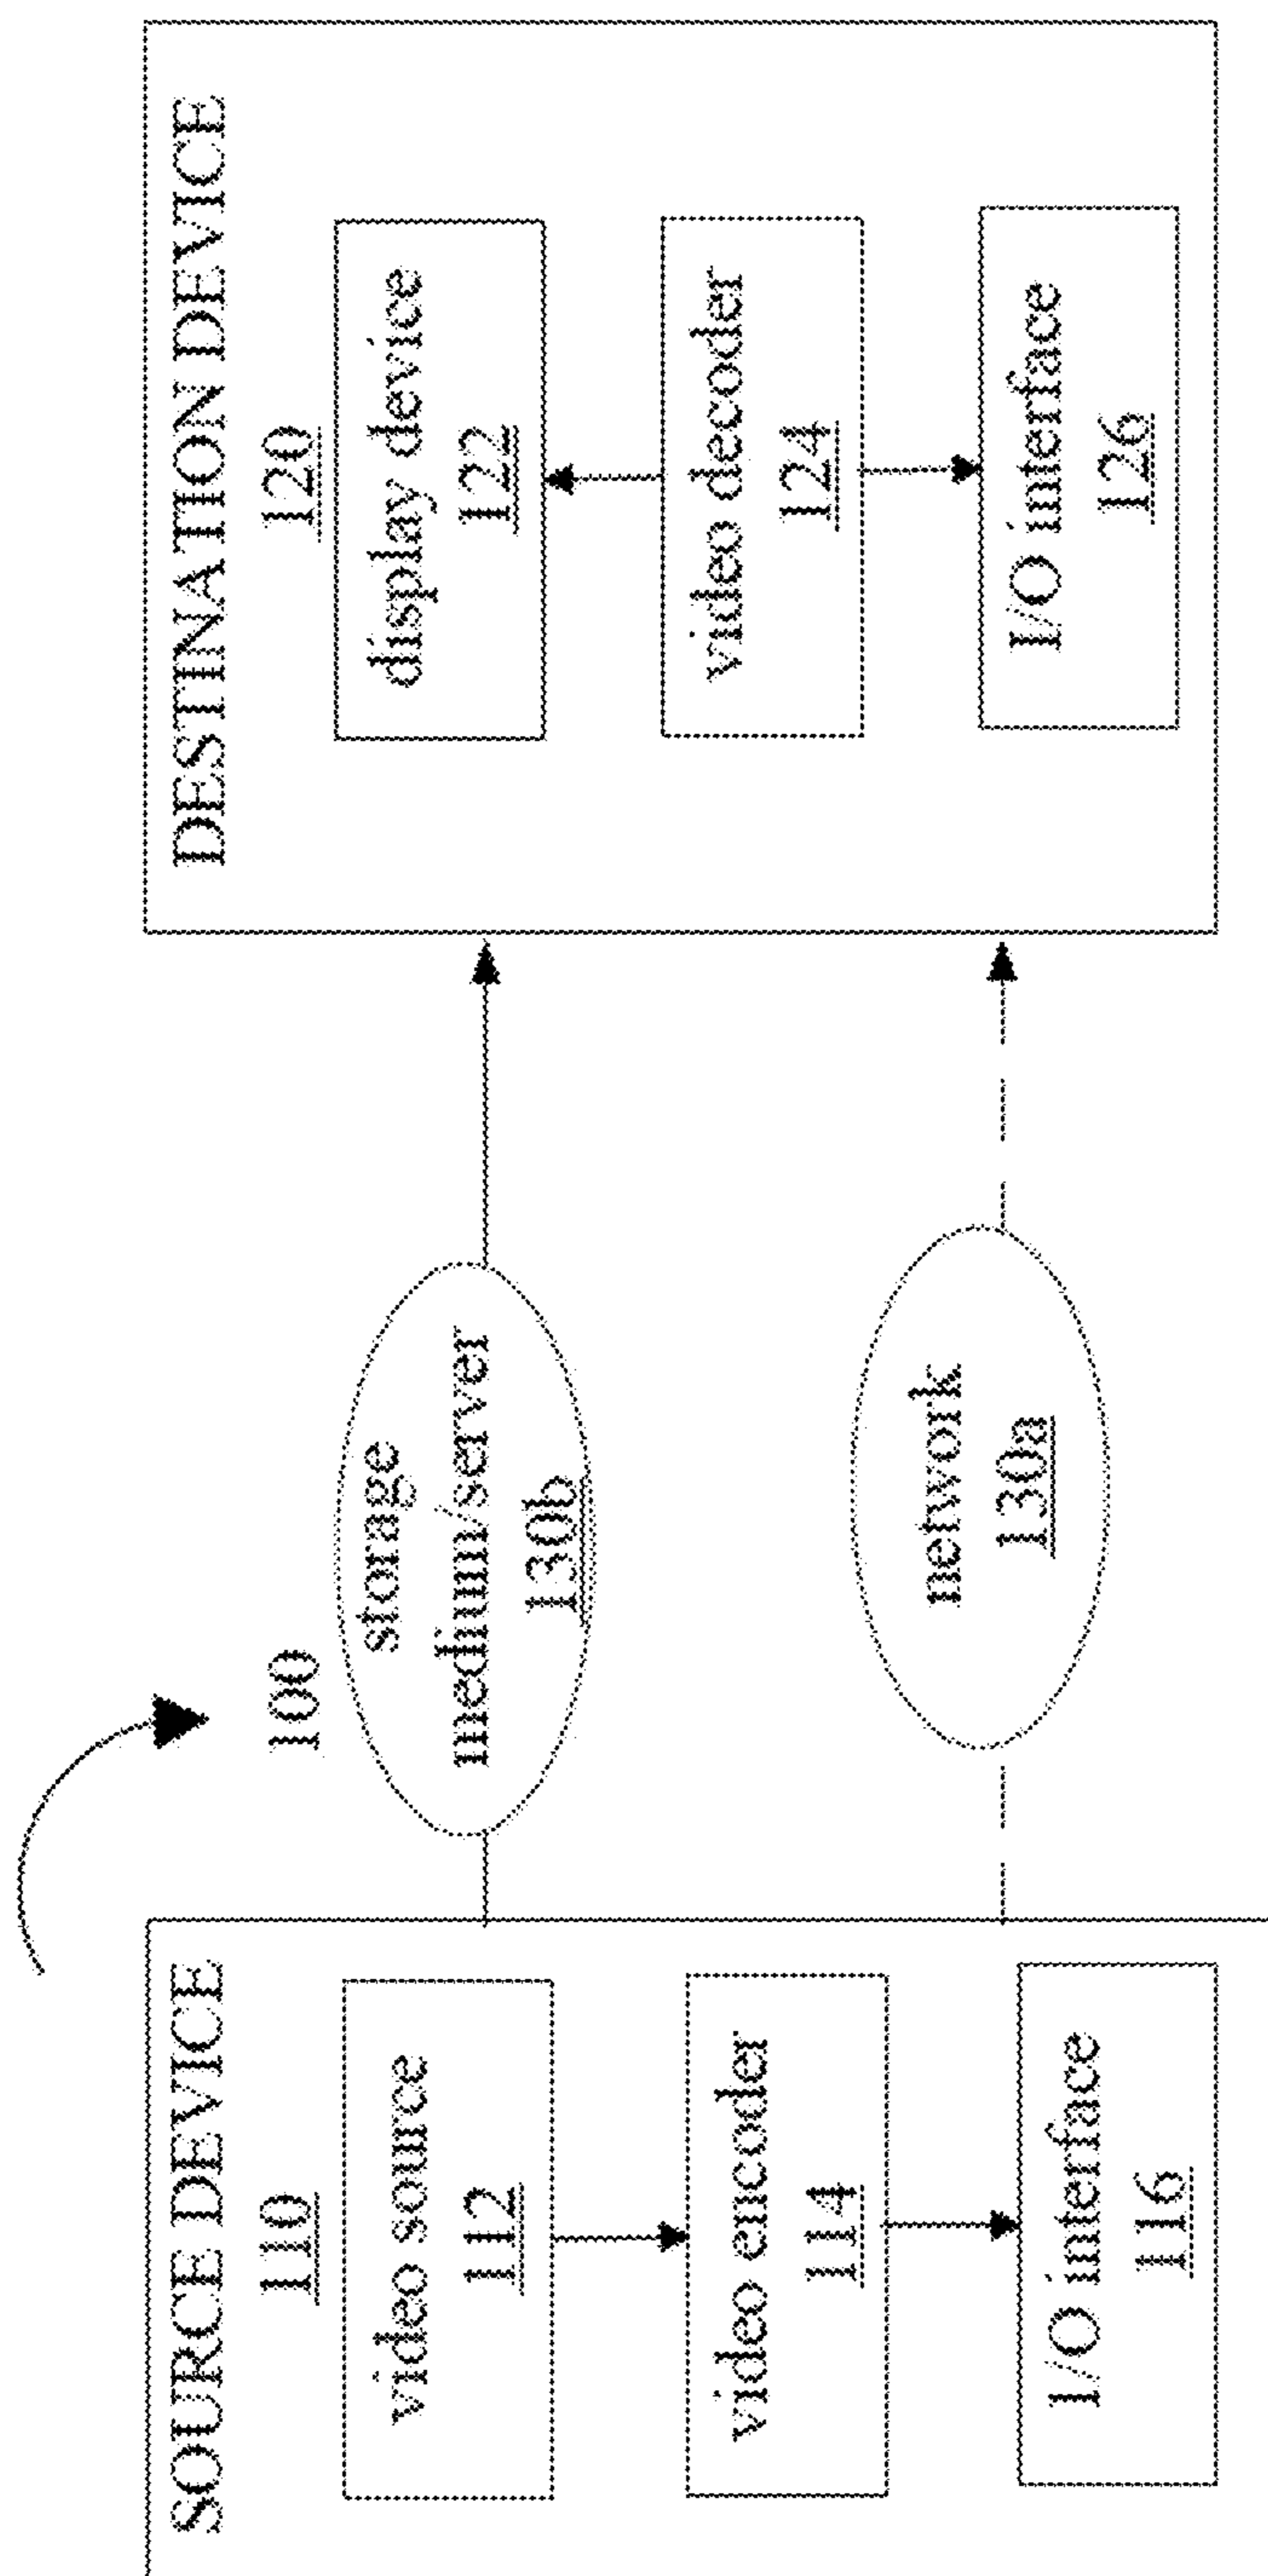 100
SOURCE DEVICE
110
video source
112
video encoder
114
I/O interface
116
storage
medium/server
130b
network
130a
DESTINATION DEVICE
120
display device
122
video decoder
124
I/O interface
126